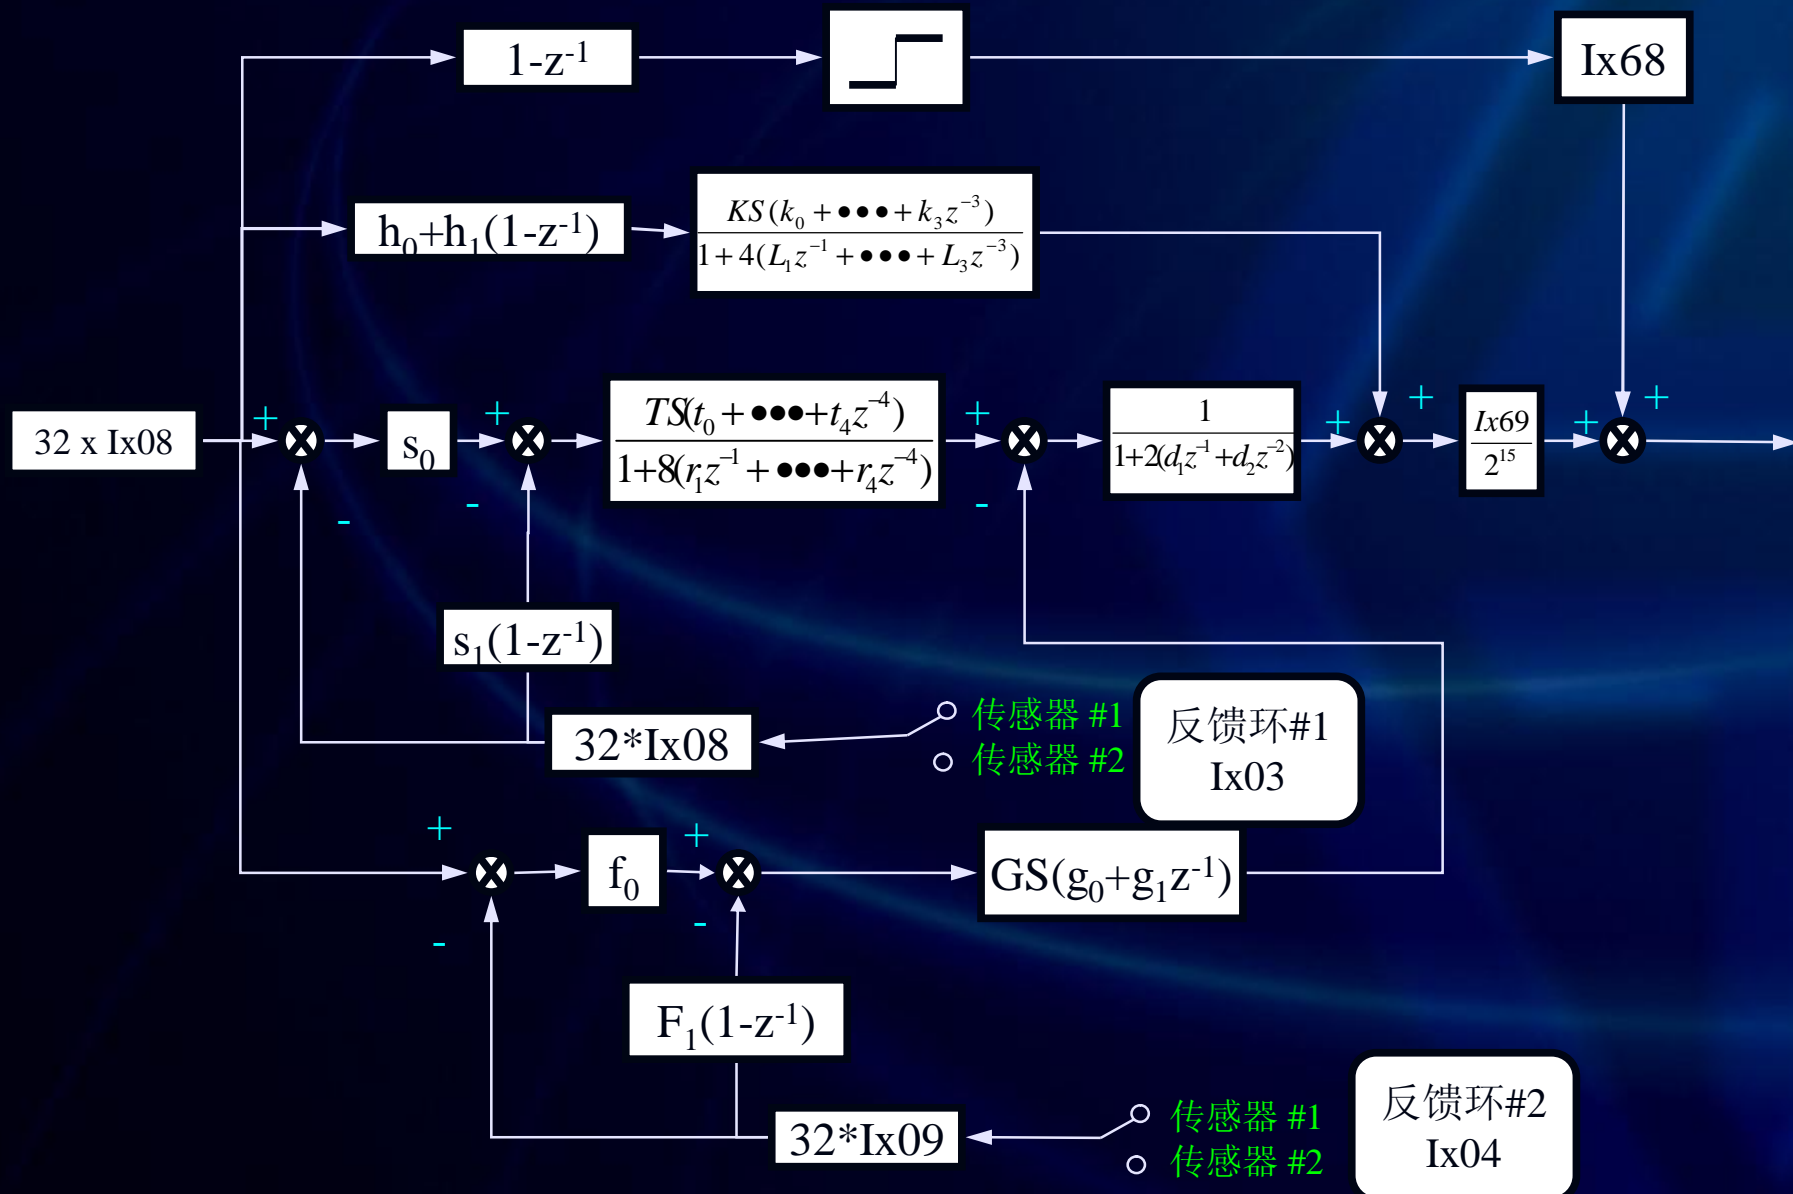 1-z⁻¹
Ix68
h₀+h₁(1-z⁻¹)
KS(k₀ + ●●● + k₃z⁻³)
1 + 4(L₁z⁻¹ + ●●● + L₃z⁻³)
32 x Ix08
+
-
s₀
+
-
TS(t₀ + ●●● + t₄z⁻⁴)
1+8(r₁z⁻¹ + ●●● + r₄z⁻⁴)
+
-
1
1+2(d₁z⁻¹+d₂z⁻²)
+
+
Ix69
2¹⁵
+
+
s₁(1-z⁻¹)
32*Ix08
传感器 #1
传感器 #2
反馈环#1
Ix03
+
-
f₀
+
-
GS(g₀+g₁z⁻¹)
F₁(1-z⁻¹)
32*Ix09
传感器 #1
传感器 #2
反馈环#2
Ix04